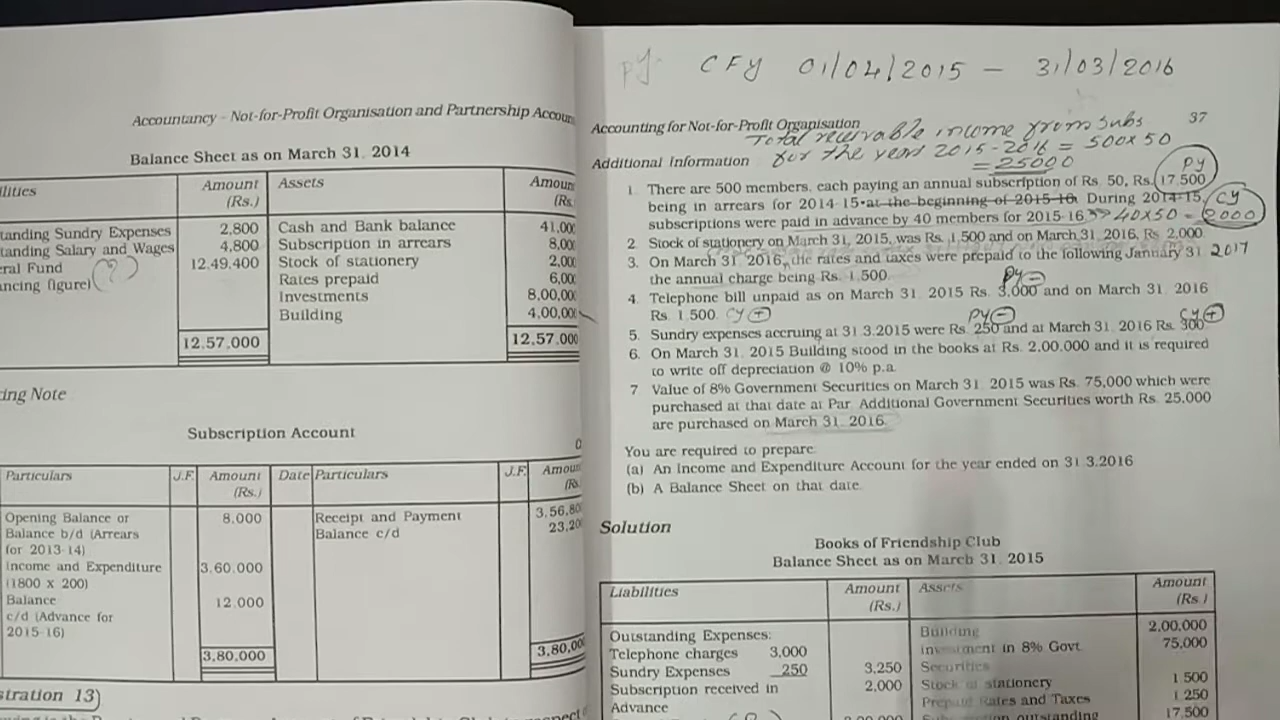 PY CFY 01/04/2015 – 31/03/2016
Accountancy – Not-for-Profit Organisation and Partnership Accoun
Balance Sheet as on March 31, 2014
ilities Amount (Rs.) Assets Amoun (Rs.
tanding Sundry Expenses 2,800 Cash and Bank balance 41,000
tanding Salary and Wages 4,800 Subscription in arrears 8,00
eral Fund 12,49,400 Stock of stationery 2,00
ancing figure) (?) Rates prepaid 6,00
Investments 8,00,00
Building 4,00,00
12,57,000 12,57,000
ing Note
Subscription Account
Particulars J.F. Amount (Rs.) Date Particulars J.F. Amoun (Rs.
Opening Balance or 8,000 Receipt and Payment 3,56,80
Balance b/d (Arrears Balance c/d 23,20
for 2013-14)
Income and Expenditure 3,60,000
(1800 x 200)
Balance 12,000
c/d (Advance for
2015-16)
3,80,000 3,80,00
stration 13)
Accounting for Not-for-Profit Organisation 37
Total receivable income from subs
for the year 2015-2016 = 500x50
= 25000
Additional Information
1. There are 500 members, each paying an annual subscription of Rs. 50, Rs. 17,500 PY
being in arrears for 2014-15 at the beginning of 2015-16. During 2014-15, CY
subscriptions were paid in advance by 40 members for 2015-16. => 40x50 = 2000
2. Stock of stationery on March 31, 2015, was Rs. 1,500 and on March 31, 2016, Rs. 2,000
3. On March 31, 2016, the rates and taxes were prepaid to the following January 31 2017
the annual charge being Rs. 1,500.
PY -
4. Telephone bill unpaid as on March 31, 2015 Rs. 3,000 and on March 31, 2016
Rs. 1,500. CY +
PY - CY +
5. Sundry expenses accruing at 31.3.2015 were Rs. 250 and at March 31, 2016 Rs. 300
6. On March 31, 2015 Building stood in the books at Rs. 2,00,000 and it is required
to write off depreciation @ 10% p.a.
7. Value of 8% Government Securities on March 31, 2015 was Rs. 75,000 which were
purchased at that date at Par. Additional Government Securities worth Rs. 25,000
are purchased on March 31, 2016.
You are required to prepare:
(a) An Income and Expenditure Account for the year ended on 31.3.2016
(b) A Balance Sheet on that date.
Solution
Books of Friendship Club
Balance Sheet as on March 31, 2015
Liabilities Amount (Rs.) Assets Amount (Rs.)
Outstanding Expenses: Building 2,00,000
Telephone charges 3,000 Investment in 8% Govt. 75,000
Sundry Expenses 250 3,250 Securities
Subscription received in 2,000 Stock of stationery 1,500
Advance Prepaid Rates and Taxes 1,250
outstanding 17,500